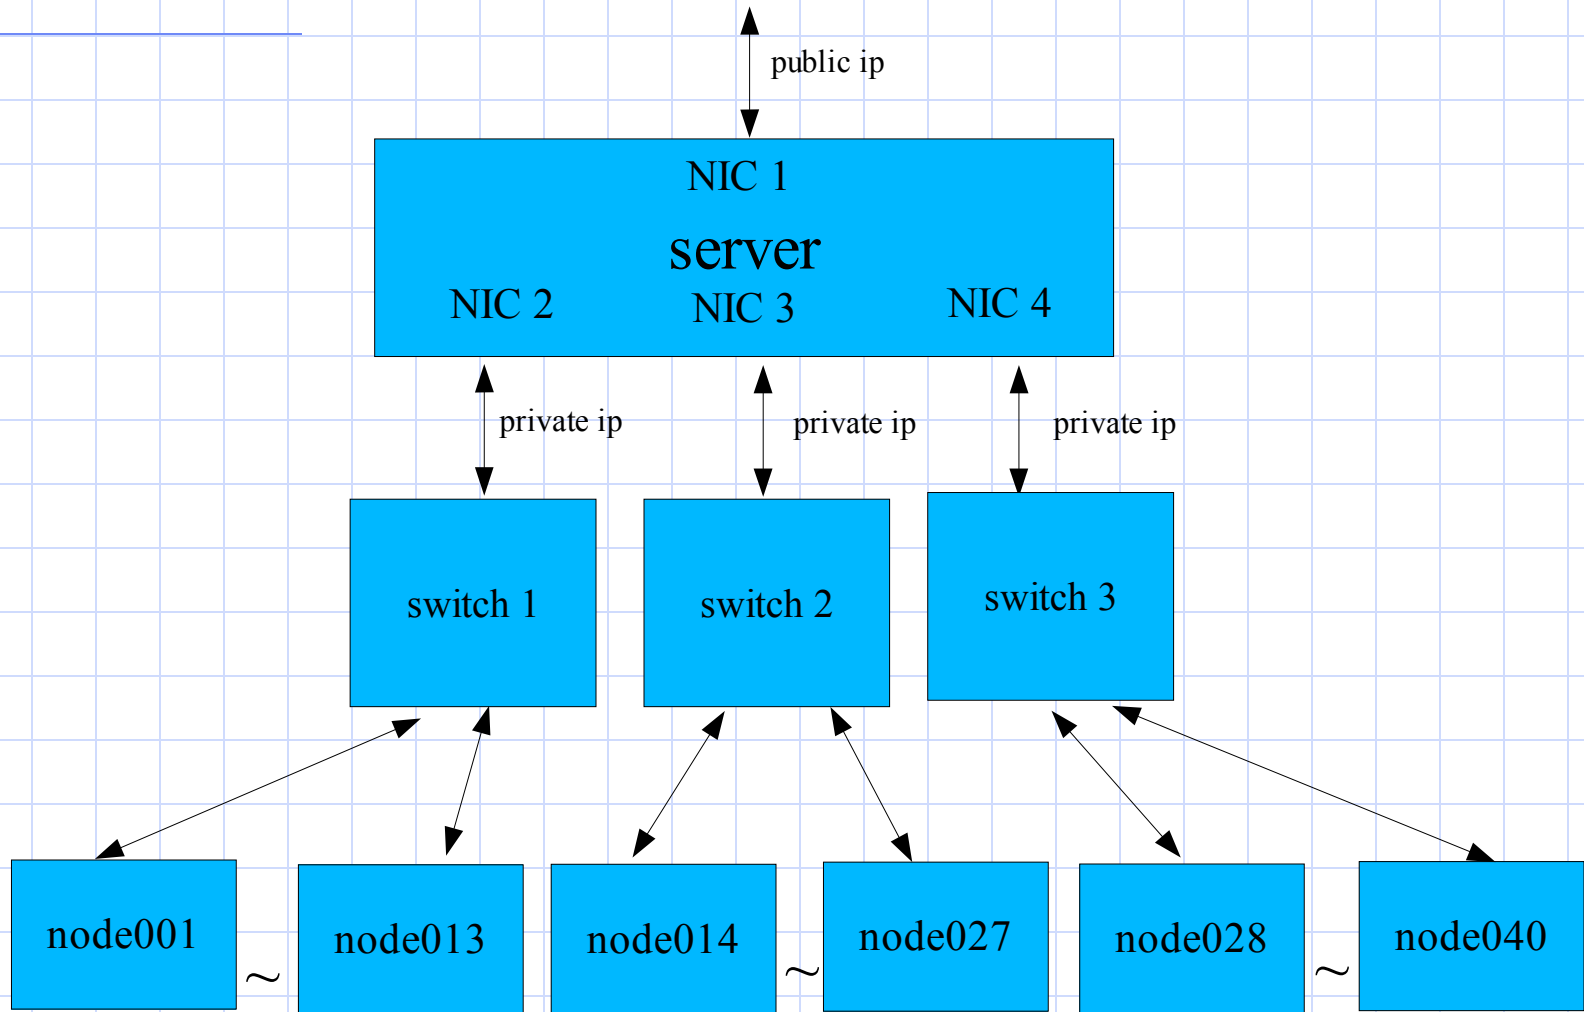 public ip
NIC 1
server
NIC 2
NIC 3
NIC 4
private ip
private ip
private ip
switch 1
switch 2
switch 3
node001
~
node013
node014
~
node027
node028
~
node040